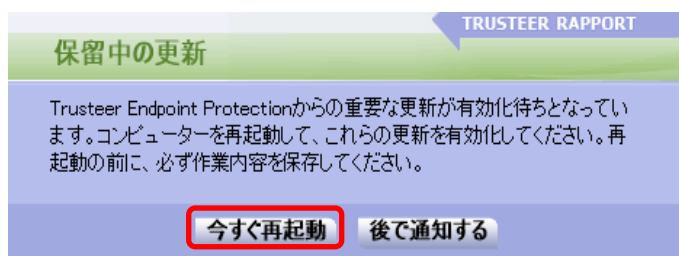 TRUSTEER RAPPORT
保留中の更新
Trusteer Endpoint Protectionからの重要な更新が有効化待ちとなってい
ます。コンピューターを再起動して、これらの更新を有効化してください。再
起動の前に、必ず作業内容を保存してください。
今すぐ再起動 後で通知する